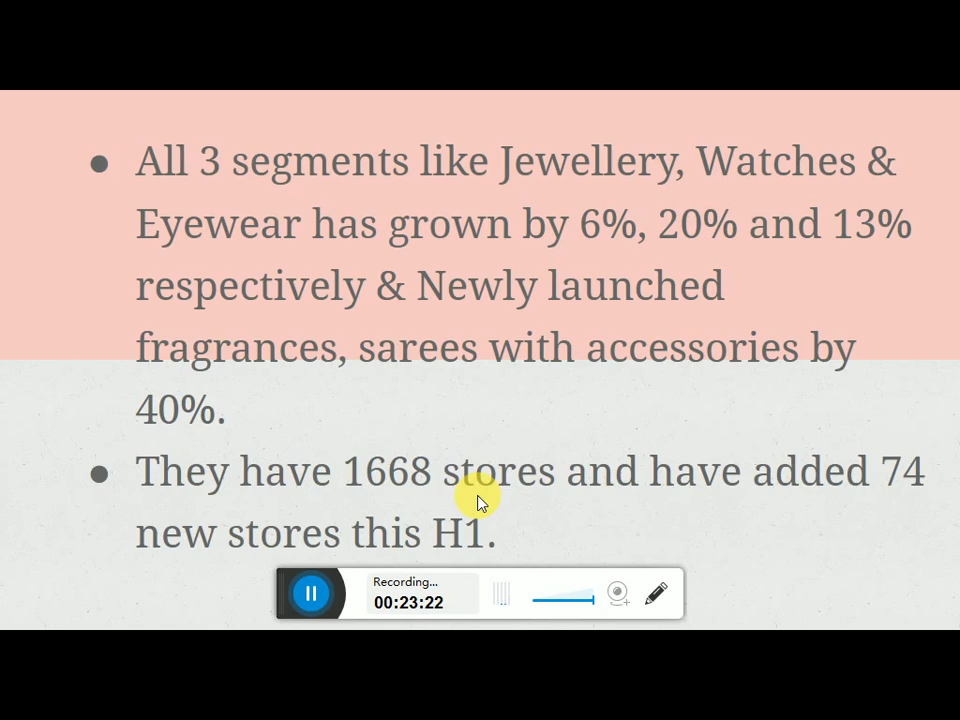 ● All 3 segments like Jewellery, Watches &
Eyewear has grown by 6%, 20% and 13%
respectively & Newly launched
fragrances, sarees with accessories by
40%.
● They have 1668 stores and have added 74
new stores this H1.
Recording...
00:23:22